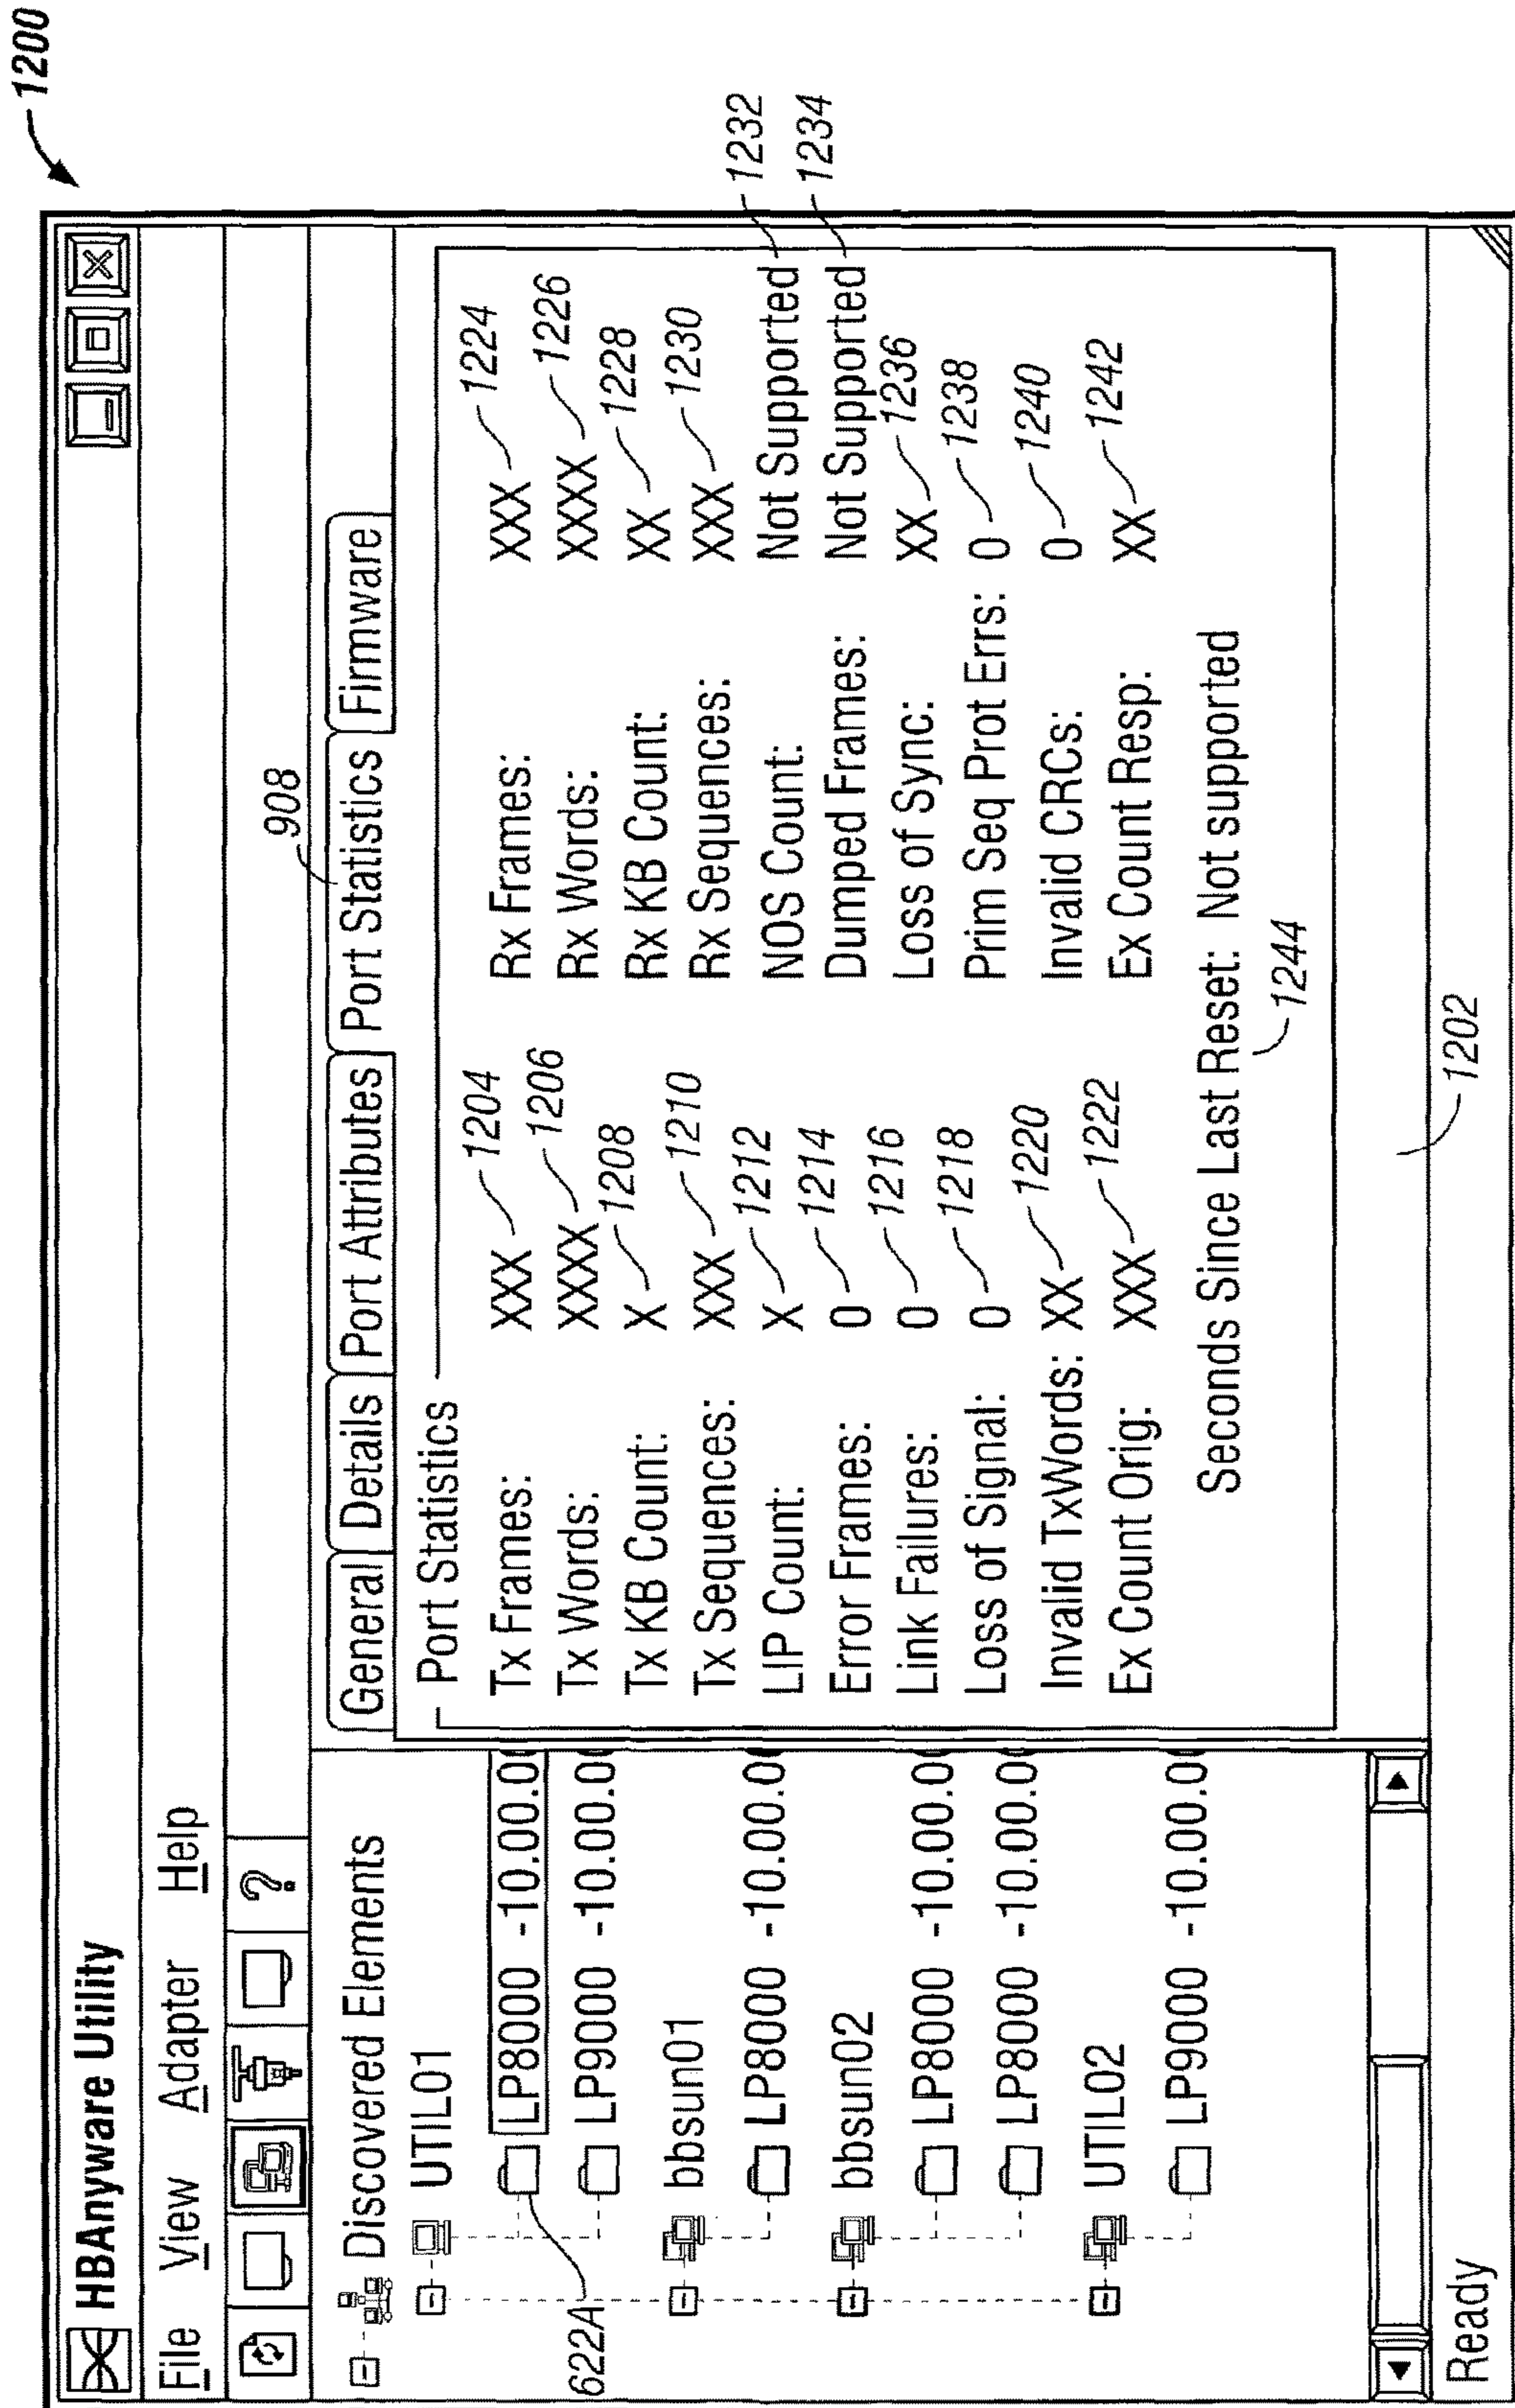 1200
HBAnyware Utility
File View Adapter Help
?
Discovered Elements
UTIL01
LP8000 -10.00.0
LP9000 -10.00.0
622A
bbsun01
LP8000 -10.00.0
bbsun02
LP8000 -10.00.0
LP8000 -10.00.0
UTIL02
LP9000 -10.00.0
908
General Details Port Attributes Port Statistics Firmware
Port Statistics
Tx Frames: XXX 1204 Rx Frames: XXX 1224
Tx Words: XXXX 1206 Rx Words: XXXX 1226
Tx KB Count: X 1208 Rx KB Count: XX 1228
Tx Sequences: XXX 1210 Rx Sequences: XXX 1230
LIP Count: X 1212 NOS Count: Not Supported 1232
Error Frames: 0 1214 Dumped Frames: Not Supported 1234
Link Failures: 0 1216 Loss of Sync: XX 1236
Loss of Signal: 0 1218 Prim Seq Prot Errs: 0 1238
Invalid TxWords: XX 1220 Invalid CRCs: 0 1240
Ex Count Orig: XXX 1222 Ex Count Resp: XX 1242
Seconds Since Last Reset: Not supported
1244
1202
Ready